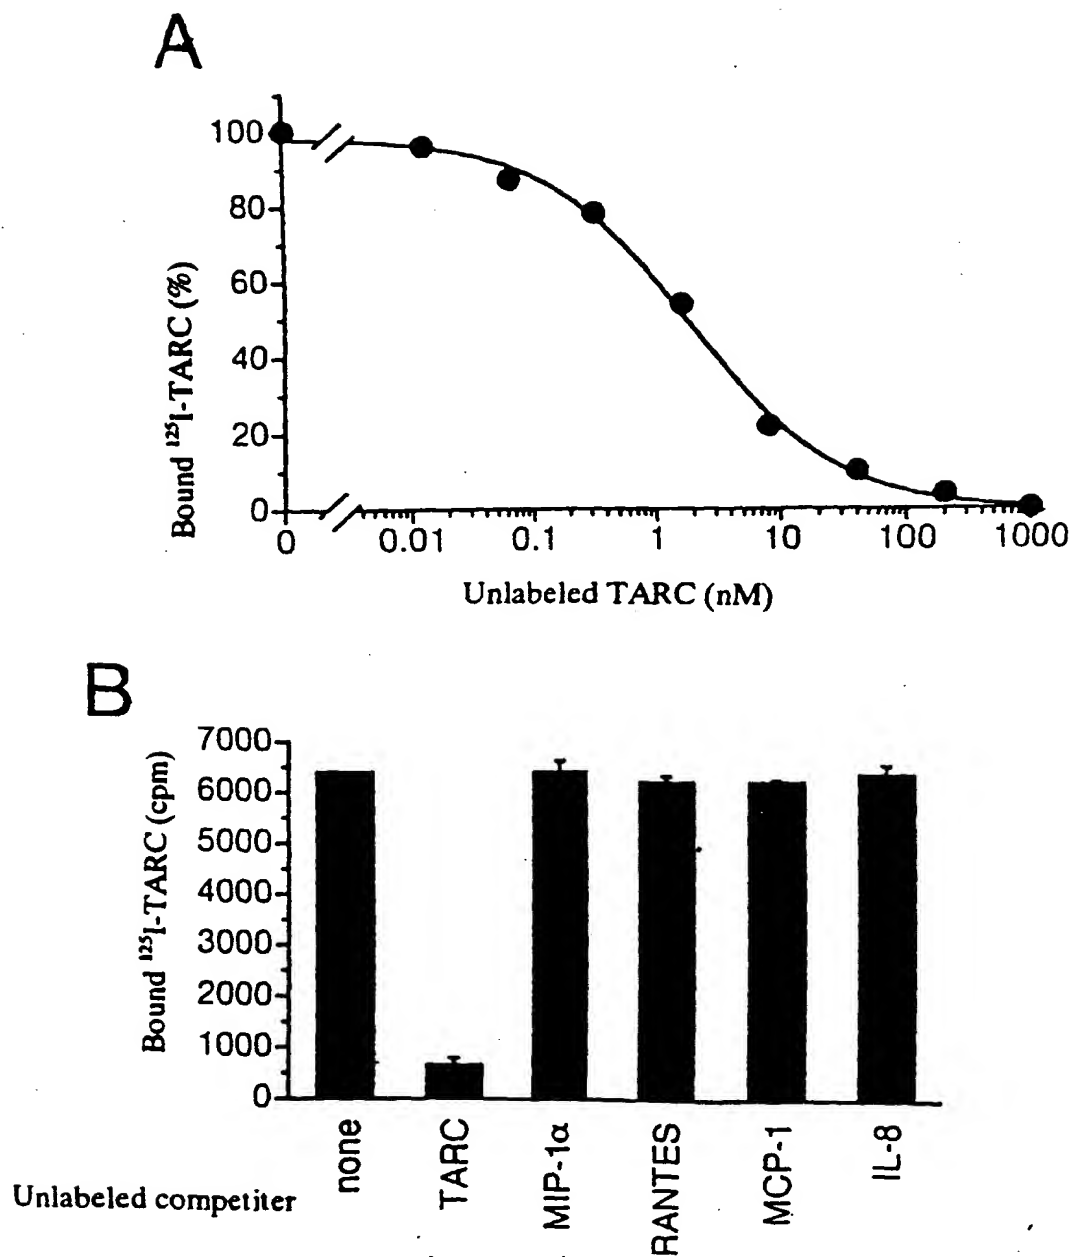 A
100
80
60
40
20
0
Bound ¹²⁵I-TARC (%)
0 0.01 0.1 1 10 100 1000
Unlabeled TARC (nM)
B
7000
6000
5000
4000
3000
2000
1000
0
Bound ¹²⁵I-TARC (cpm)
none TARC MIP-1α RANTES MCP-1 IL-8
Unlabeled competiter